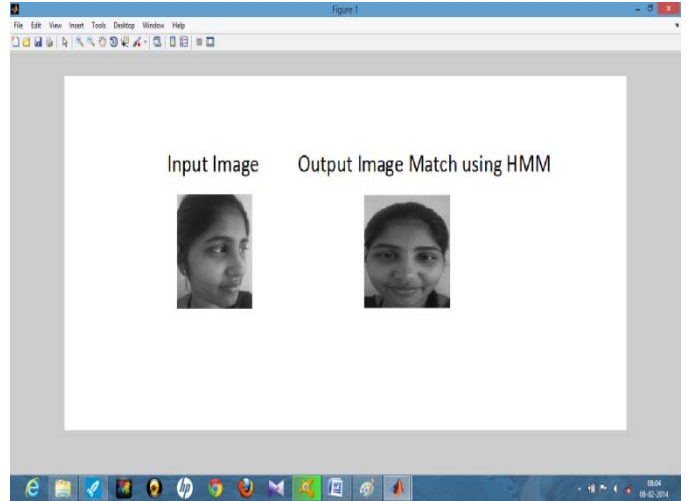 Figure 1
File Edit View Insert Tools Desktop Window Help
Input Image Output Image Match using HMM
hp
08:04
08-02-2014